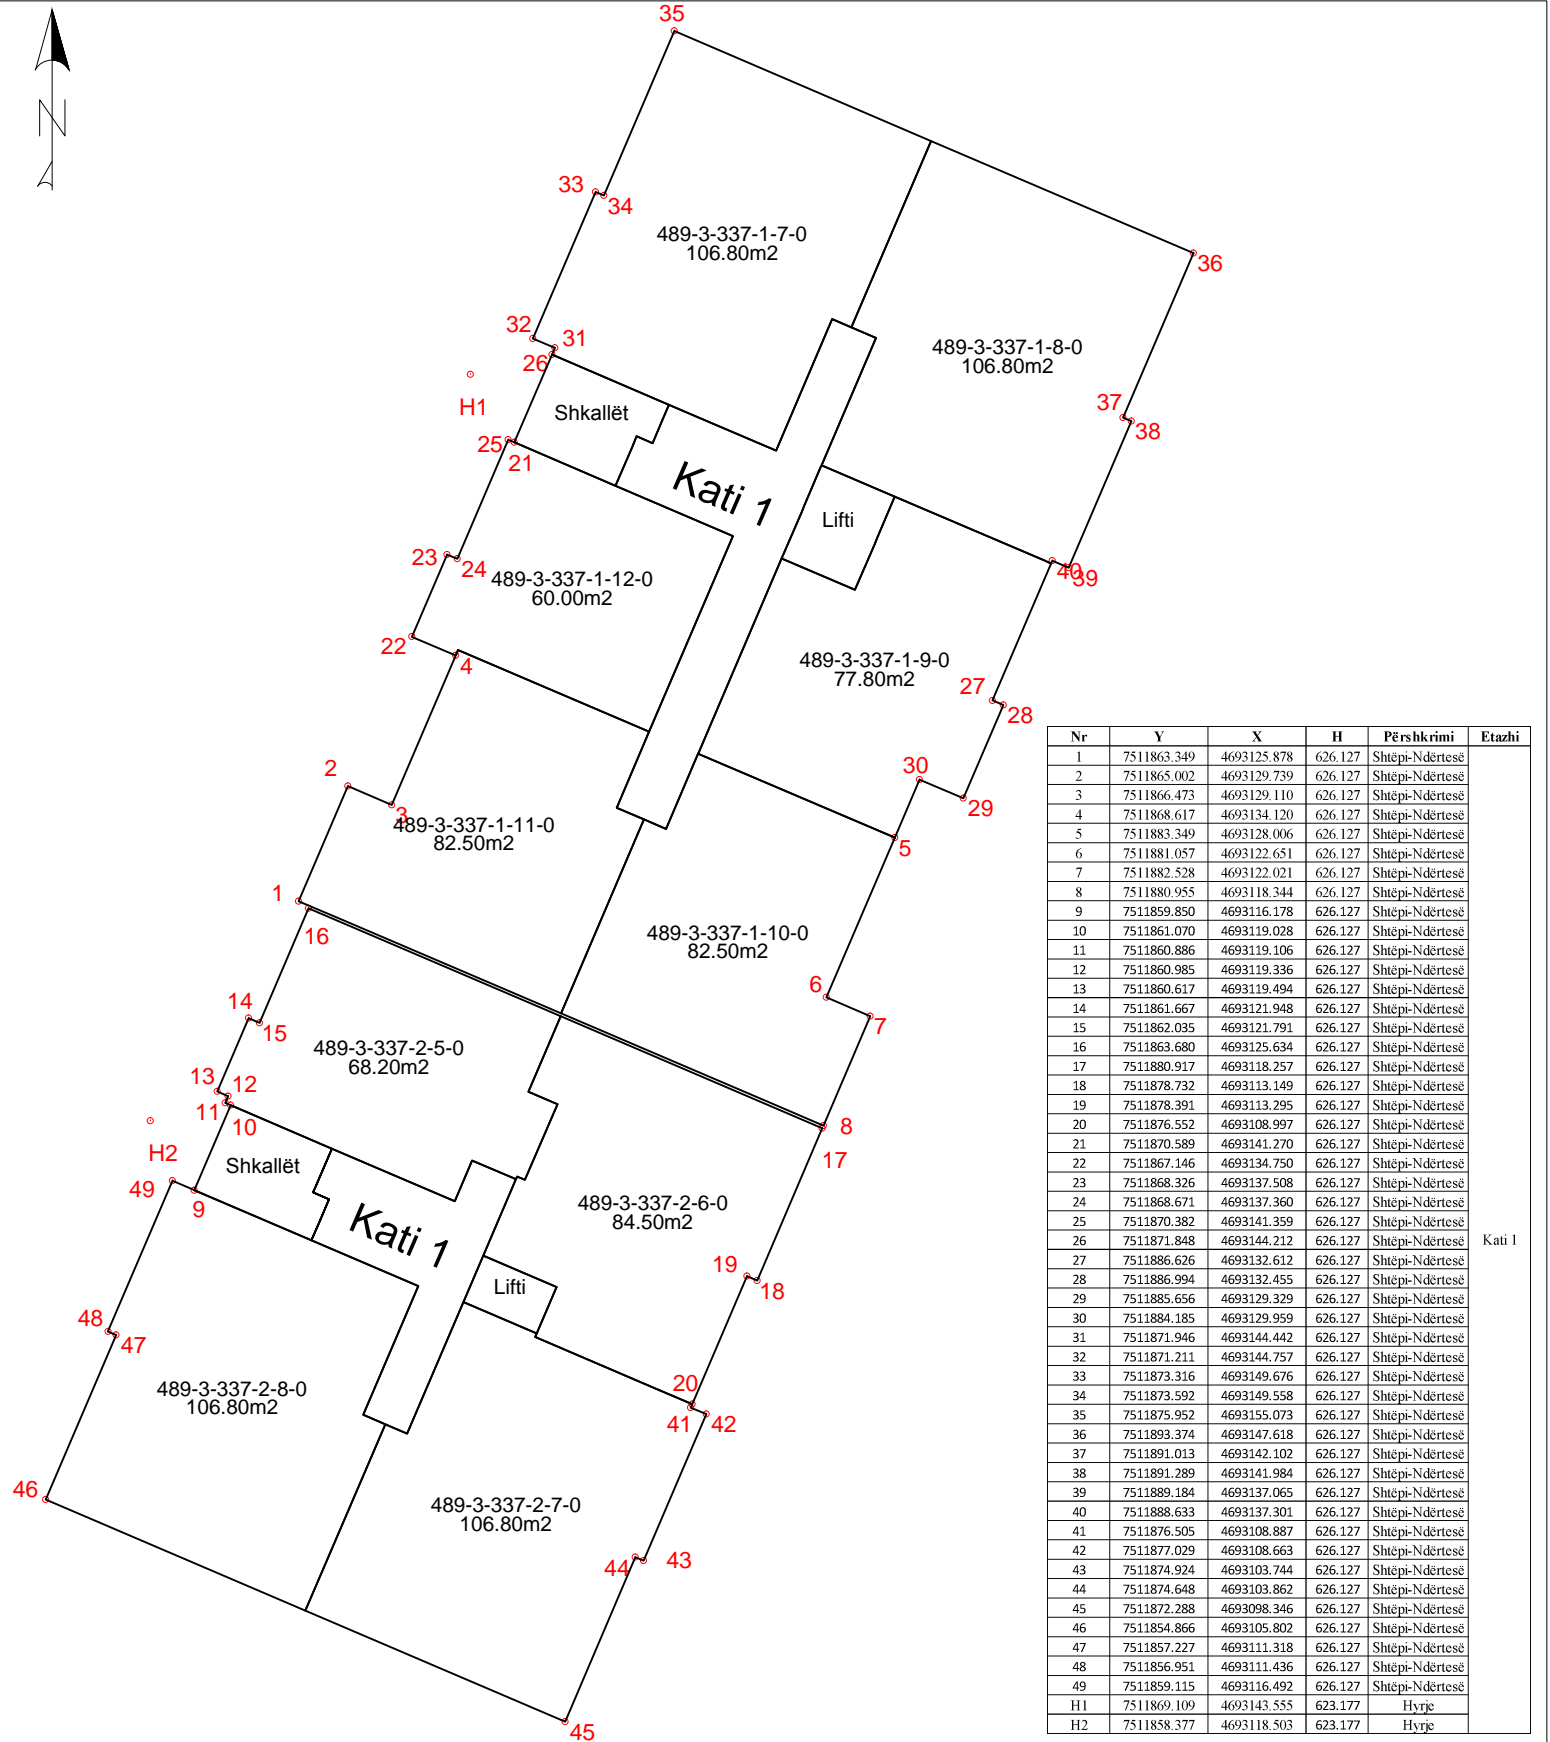 N
35
33
34
489-3-337-1-7-0
106.80m2
36
32
31
26
489-3-337-1-8-0
106.80m2
H1
Shkallët
37
38
25
21
Kati 1
Lifti
23
24
489-3-337-1-12-0
60.00m2
40
39
22
4
489-3-337-1-9-0
77.80m2
27
28
2
3
489-3-337-1-11-0
82.50m2
30
29
5
1
16
489-3-337-1-10-0
82.50m2
6
7
14
15
489-3-337-2-5-0
68.20m2
13
12
11
10
8
17
H2
Shkallët
49
9
Kati 1
489-3-337-2-6-0
84.50m2
19
18
Lifti
48
47
489-3-337-2-8-0
106.80m2
20
41
42
46
489-3-337-2-7-0
106.80m2
44
43
45
Nr Y X H Përshkrimi Etazhi
1 7511863.349 4693125.878 626.127 Shtëpi-Ndërtesë
2 7511865.002 4693129.739 626.127 Shtëpi-Ndërtesë
3 7511866.473 4693129.110 626.127 Shtëpi-Ndërtesë
4 7511868.617 4693134.120 626.127 Shtëpi-Ndërtesë
5 7511883.349 4693128.006 626.127 Shtëpi-Ndërtesë
6 7511881.057 4693122.651 626.127 Shtëpi-Ndërtesë
7 7511882.528 4693122.021 626.127 Shtëpi-Ndërtesë
8 7511880.955 4693118.344 626.127 Shtëpi-Ndërtesë
9 7511859.850 4693116.178 626.127 Shtëpi-Ndërtesë
10 7511861.070 4693119.028 626.127 Shtëpi-Ndërtesë
11 7511860.886 4693119.106 626.127 Shtëpi-Ndërtesë
12 7511860.985 4693119.336 626.127 Shtëpi-Ndërtesë
13 7511860.617 4693119.494 626.127 Shtëpi-Ndërtesë
14 7511861.667 4693121.948 626.127 Shtëpi-Ndërtesë
15 7511862.035 4693121.791 626.127 Shtëpi-Ndërtesë
16 7511863.680 4693125.634 626.127 Shtëpi-Ndërtesë
17 7511880.917 4693118.257 626.127 Shtëpi-Ndërtesë
18 7511878.732 4693113.149 626.127 Shtëpi-Ndërtesë
19 7511878.391 4693113.295 626.127 Shtëpi-Ndërtesë
20 7511876.552 4693108.997 626.127 Shtëpi-Ndërtesë
21 7511870.589 4693141.270 626.127 Shtëpi-Ndërtesë
22 7511867.146 4693134.750 626.127 Shtëpi-Ndërtesë
23 7511868.326 4693137.508 626.127 Shtëpi-Ndërtesë
24 7511868.671 4693137.360 626.127 Shtëpi-Ndërtesë
25 7511870.382 4693141.359 626.127 Shtëpi-Ndërtesë
26 7511871.848 4693144.212 626.127 Shtëpi-Ndërtesë Kati 1
27 7511886.626 4693132.612 626.127 Shtëpi-Ndërtesë
28 7511886.994 4693132.455 626.127 Shtëpi-Ndërtesë
29 7511885.656 4693129.329 626.127 Shtëpi-Ndërtesë
30 7511884.185 4693129.959 626.127 Shtëpi-Ndërtesë
31 7511871.946 4693144.442 626.127 Shtëpi-Ndërtesë
32 7511871.211 4693144.757 626.127 Shtëpi-Ndërtesë
33 7511873.316 4693149.676 626.127 Shtëpi-Ndërtesë
34 7511873.592 4693149.558 626.127 Shtëpi-Ndërtesë
35 7511875.952 4693155.073 626.127 Shtëpi-Ndërtesë
36 7511893.374 4693147.618 626.127 Shtëpi-Ndërtesë
37 7511891.013 4693142.102 626.127 Shtëpi-Ndërtesë
38 7511891.289 4693141.984 626.127 Shtëpi-Ndërtesë
39 7511889.184 4693137.065 626.127 Shtëpi-Ndërtesë
40 7511888.633 4693137.301 626.127 Shtëpi-Ndërtesë
41 7511876.505 4693108.887 626.127 Shtëpi-Ndërtesë
42 7511877.029 4693108.663 626.127 Shtëpi-Ndërtesë
43 7511874.924 4693103.744 626.127 Shtëpi-Ndërtesë
44 7511874.648 4693103.862 626.127 Shtëpi-Ndërtesë
45 7511872.288 4693098.346 626.127 Shtëpi-Ndërtesë
46 7511854.866 4693105.802 626.127 Shtëpi-Ndërtesë
47 7511857.227 4693111.318 626.127 Shtëpi-Ndërtesë
48 7511856.951 4693111.436 626.127 Shtëpi-Ndërtesë
49 7511859.115 4693116.492 626.127 Shtëpi-Ndërtesë
H1 7511869.109 4693143.555 623.177 Hyrje
H2 7511858.377 4693118.503 623.177 Hyrje